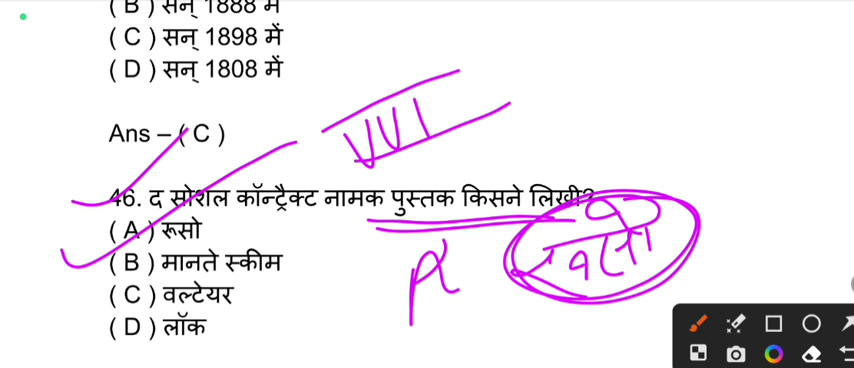 ( B ) सन् 1888 में
( C ) सन् 1898 में
( D ) सन् 1808 में
Ans – ( C )
VVI
46. द सोशल कॉन्ट्रैक्ट नामक पुस्तक किसने लिखी?
( A ) रूसो
( B ) मानते स्कीम
( C ) वल्टेयर
( D ) लॉक